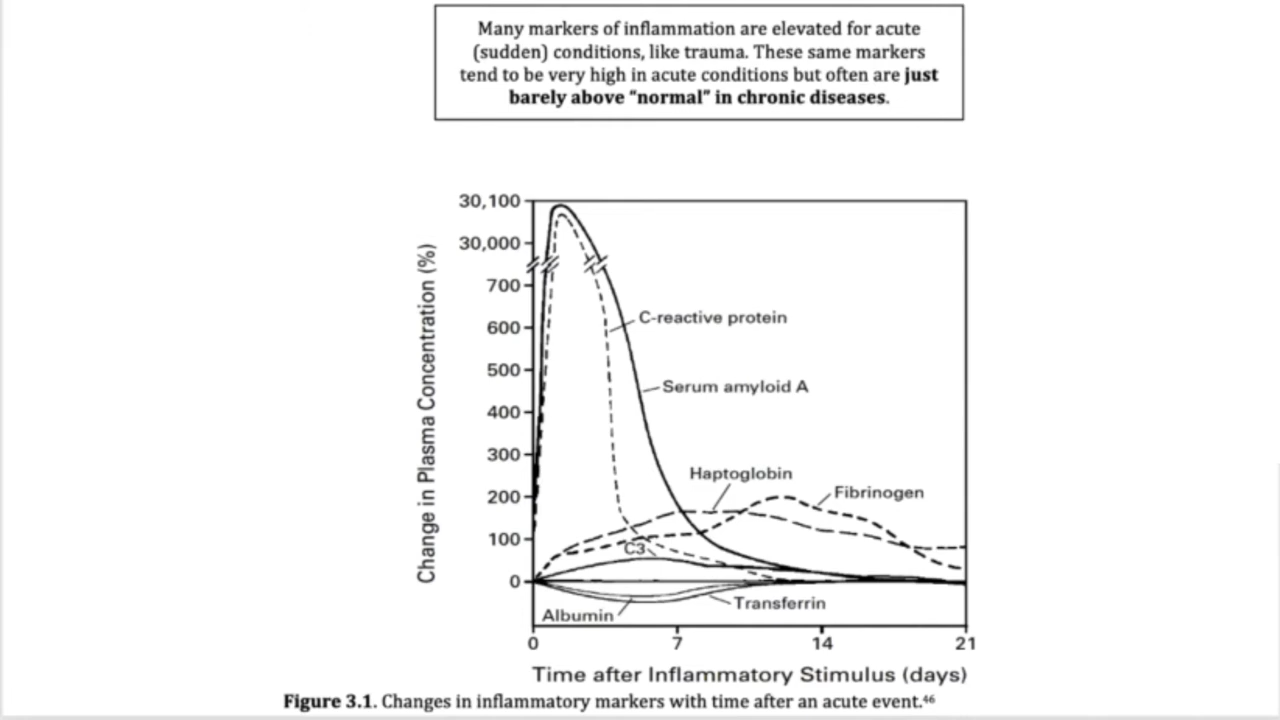 Many markers of inflammation are elevated for acute
(sudden) conditions, like trauma. These same markers
tend to be very high in acute conditions but often are just
barely above “normal” in chronic diseases.
30,100
30,000
700
600
500
400
300
200
100
0
Change in Plasma Concentration (%)
C-reactive protein
Serum amyloid A
Haptoglobin
Fibrinogen
C3
Albumin
Transferrin
0 7 14 21
Time after Inflammatory Stimulus (days)
Figure 3.1. Changes in inflammatory markers with time after an acute event.⁴⁶